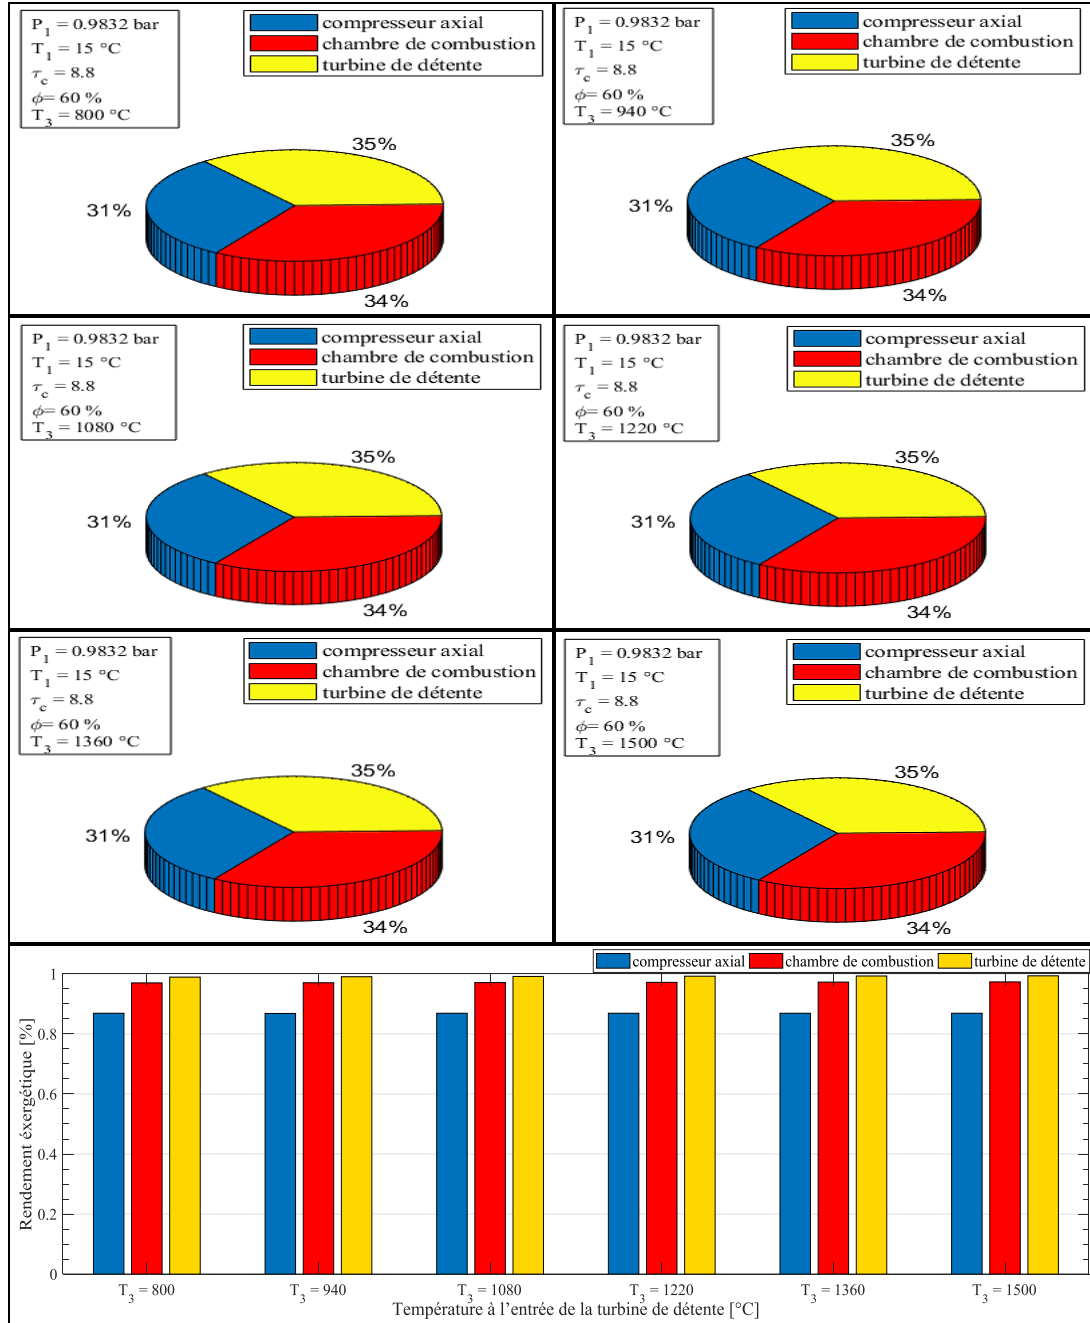 P1 = 0.9832 bar
T1 = 15 °C
τc = 8.8
ϕ= 60 %
T3 = 800 °C
compresseur axial
chambre de combustion
turbine de détente
35%
31%
34%
P1 = 0.9832 bar
T1 = 15 °C
τc = 8.8
ϕ= 60 %
T3 = 940 °C
compresseur axial
chambre de combustion
turbine de détente
35%
31%
34%
P1 = 0.9832 bar
T1 = 15 °C
τc = 8.8
ϕ= 60 %
T3 = 1080 °C
compresseur axial
chambre de combustion
turbine de détente
35%
31%
34%
P1 = 0.9832 bar
T1 = 15 °C
τc = 8.8
ϕ= 60 %
T3 = 1220 °C
compresseur axial
chambre de combustion
turbine de détente
35%
31%
34%
P1 = 0.9832 bar
T1 = 15 °C
τc = 8.8
ϕ= 60 %
T3 = 1360 °C
compresseur axial
chambre de combustion
turbine de détente
35%
31%
34%
P1 = 0.9832 bar
T1 = 15 °C
τc = 8.8
ϕ= 60 %
T3 = 1500 °C
compresseur axial
chambre de combustion
turbine de détente
35%
31%
34%
compresseur axial chambre de combustion turbine de détente
Rendement éxergétique [%]
1
0.8
0.6
0.4
0.2
0
T3 = 800 T3 = 940 T3 = 1080 T3 = 1220 T3 = 1360 T3 = 1500
Température à l’entrée de la turbine de détente [°C]